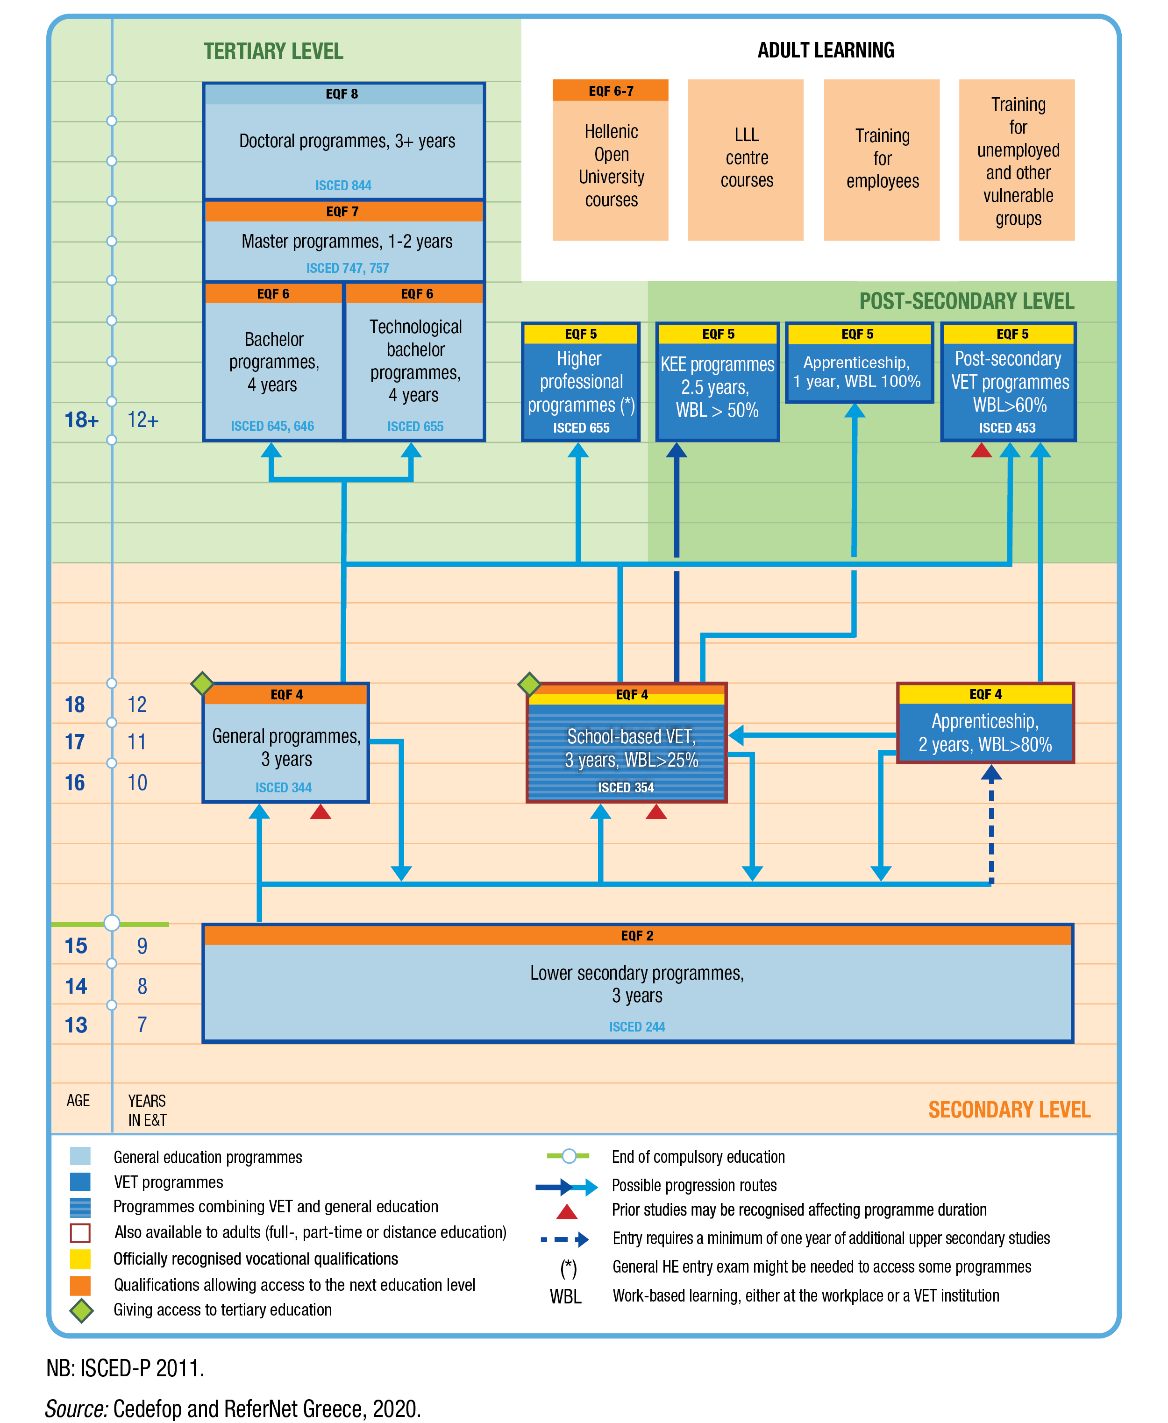 TERTIARY LEVEL
ADULT LEARNING
EQF 8
Doctoral programmes, 3+ years
ISCED 844
EQF 7
Master programmes, 1-2 years
ISCED 747, 757
EQF 6
Bachelor
programmes,
4 years
ISCED 645, 646
EQF 6
Technological
bachelor
programmes,
4 years
ISCED 655
EQF 6-7
Hellenic
Open
University
courses
LLL
centre
courses
Training
for
employees
Training
for
unemployed
and other
vulnerable
groups
POST-SECONDARY LEVEL
EQF 5
Higher
professional
programmes (*)
ISCED 655
EQF 5
KEE programmes
2.5 years,
WBL > 50%
EQF 5
Apprenticeship,
1 year, WBL 100%
EQF 5
Post-secondary
VET programmes
WBL>60%
ISCED 453
18+ 12+
18 12
17 11
16 10
EQF 4
General programmes,
3 years
ISCED 344
EQF 4
School-based VET,
3 years, WBL>25%
ISCED 354
EQF 4
Apprenticeship,
2 years, WBL>80%
15 9
14 8
13 7
EQF 2
Lower secondary programmes,
3 years
ISCED 244
AGE
YEARS
IN E&T
SECONDARY LEVEL
General education programmes
VET programmes
Programmes combining VET and general education
Also available to adults (full-, part-time or distance education)
Officially recognised vocational qualifications
Qualifications allowing access to the next education level
Giving access to tertiary education
End of compulsory education
Possible progression routes
Prior studies may be recognised affecting programme duration
Entry requires a minimum of one year of additional upper secondary studies
(*) General HE entry exam might be needed to access some programmes
WBL Work-based learning, either at the workplace or a VET institution
NB: ISCED-P 2011.
Source: Cedefop and ReferNet Greece, 2020.